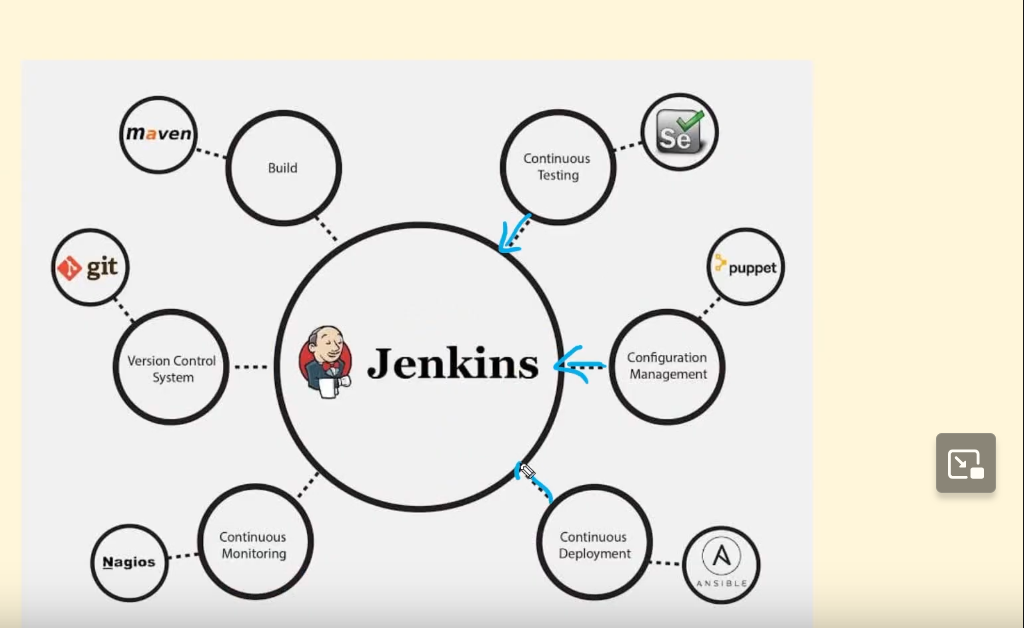 maven
Build
Continuous
Testing
Se
git
puppet
Version Control
System
Jenkins
Configuration
Management
Nagios
Continuous
Monitoring
Continuous
Deployment
A
ANSIBLE